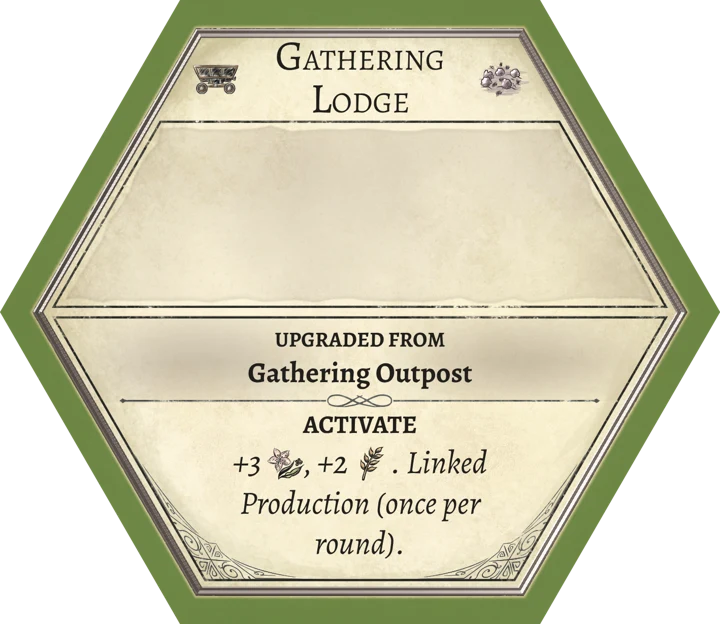 Gathering
Lodge
UPGRADED FROM
Gathering Outpost
ACTIVATE
+3 , +2 . Linked
Production (once per
round).